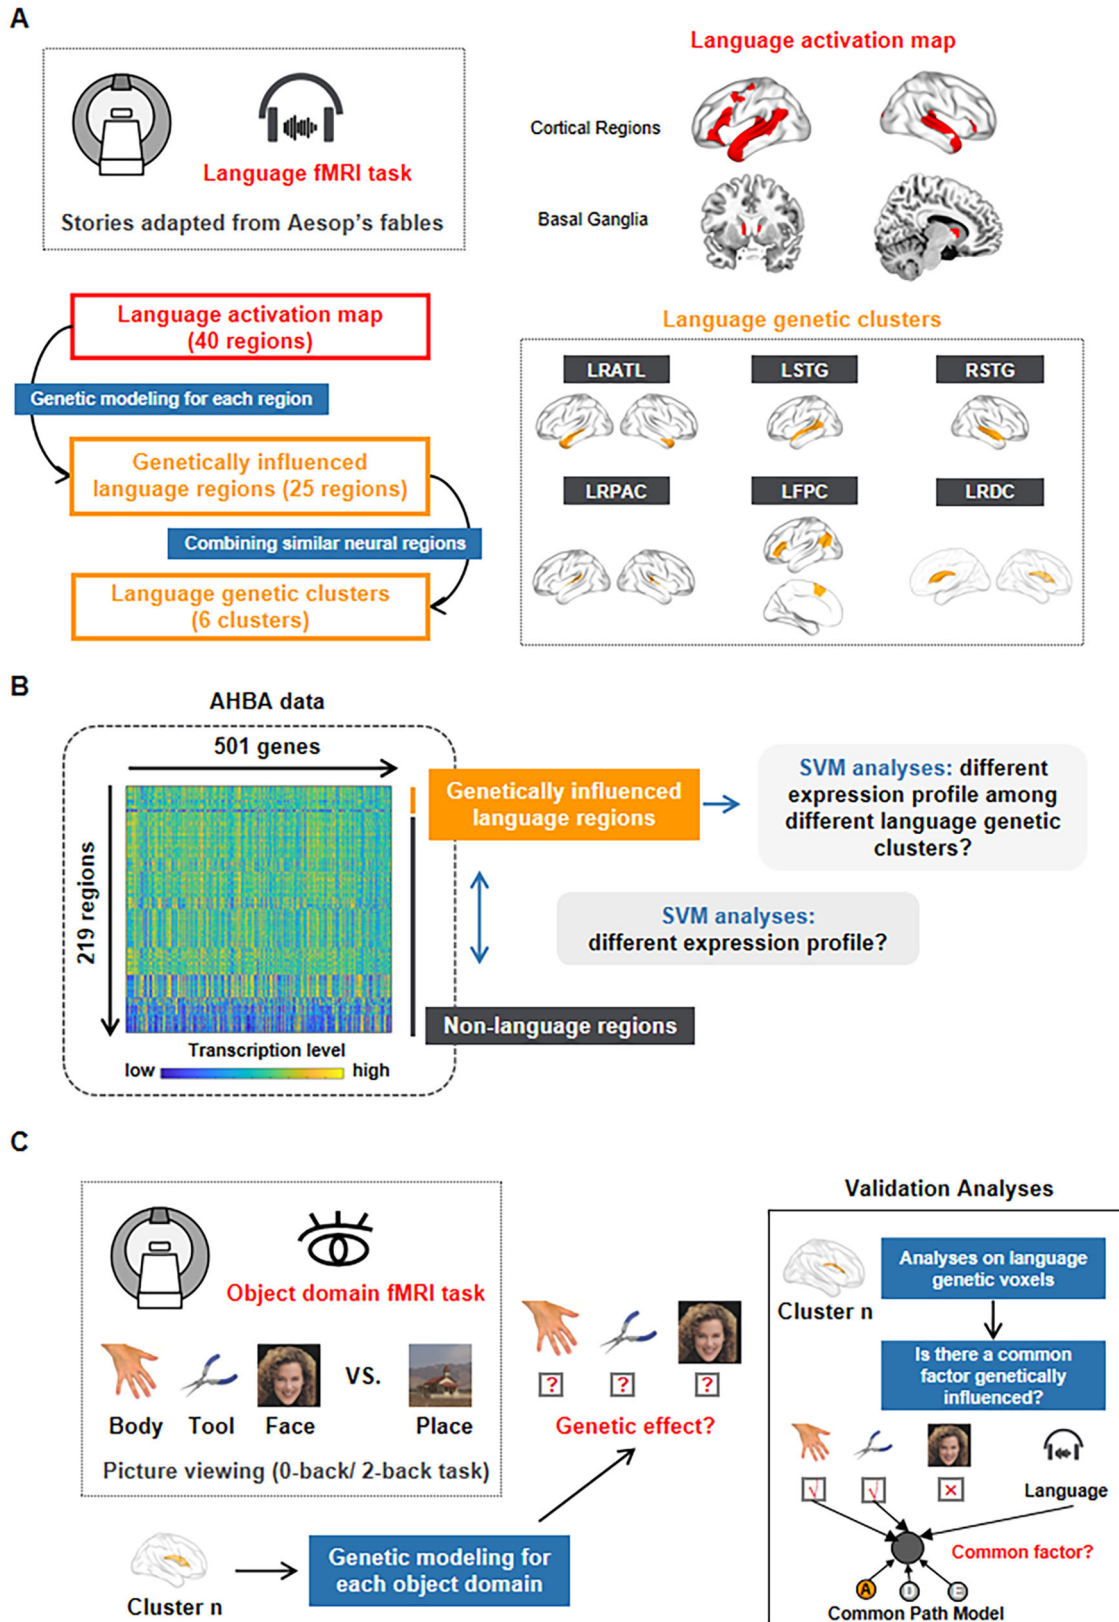 A
Language fMRI task
Stories adapted from Aesop's fables
Language activation map
Cortical Regions
Basal Ganglia
Language activation map
(40 regions)
Genetic modeling for each region
Genetically influenced
language regions (25 regions)
Combining similar neural regions
Language genetic clusters
(6 clusters)
Language genetic clusters
LRATL
LSTG
RSTG
LRPAC
LFPC
LRDC
B
AHBA data
501 genes
219 regions
Transcription level
low
high
Genetically influenced
language regions
SVM analyses: different
expression profile among
different language genetic
clusters?
SVM analyses:
different expression profile?
Non-language regions
C
Object domain fMRI task
VS.
Body
Tool
Face
Place
Picture viewing (0-back/ 2-back task)
? ? ?
Genetic effect?
Cluster n
Genetic modeling for
each object domain
Validation Analyses
Cluster n
Analyses on language
genetic voxels
Is there a common
factor genetically
influenced?
Language
Common factor?
A
E
Common Path Model